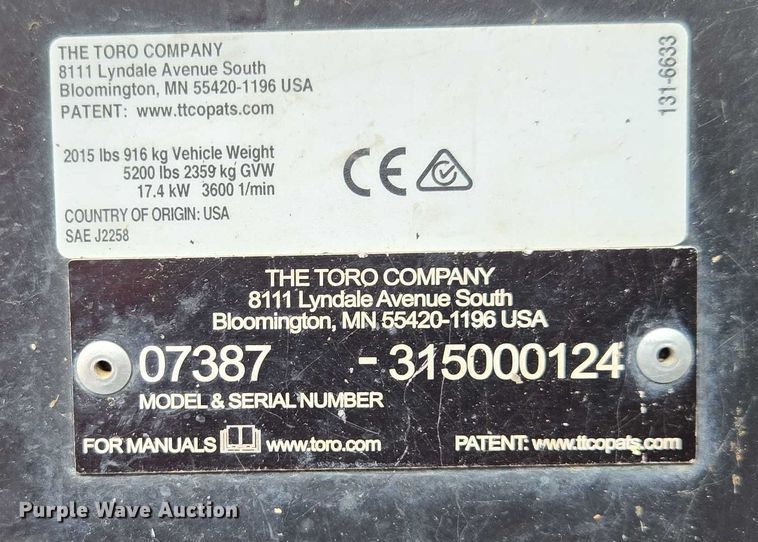 THE TORO COMPANY
8111 Lyndale Avenue South
Bloomington, MN 55420-1196 USA
PATENT: www.ttcopats.com
131-6633
2015 lbs 916 kg Vehicle Weight
5200 lbs 2359 kg GVW
17.4 kW 3600 1/min
CE
COUNTRY OF ORIGIN: USA
SAE J2258
THE TORO COMPANY
8111 Lyndale Avenue South
Bloomington, MN 55420-1196 USA
07387 -315000124
MODEL & SERIAL NUMBER
FOR MANUALS www.toro.com PATENT: www.ttcopats.com
Purple Wave Auction